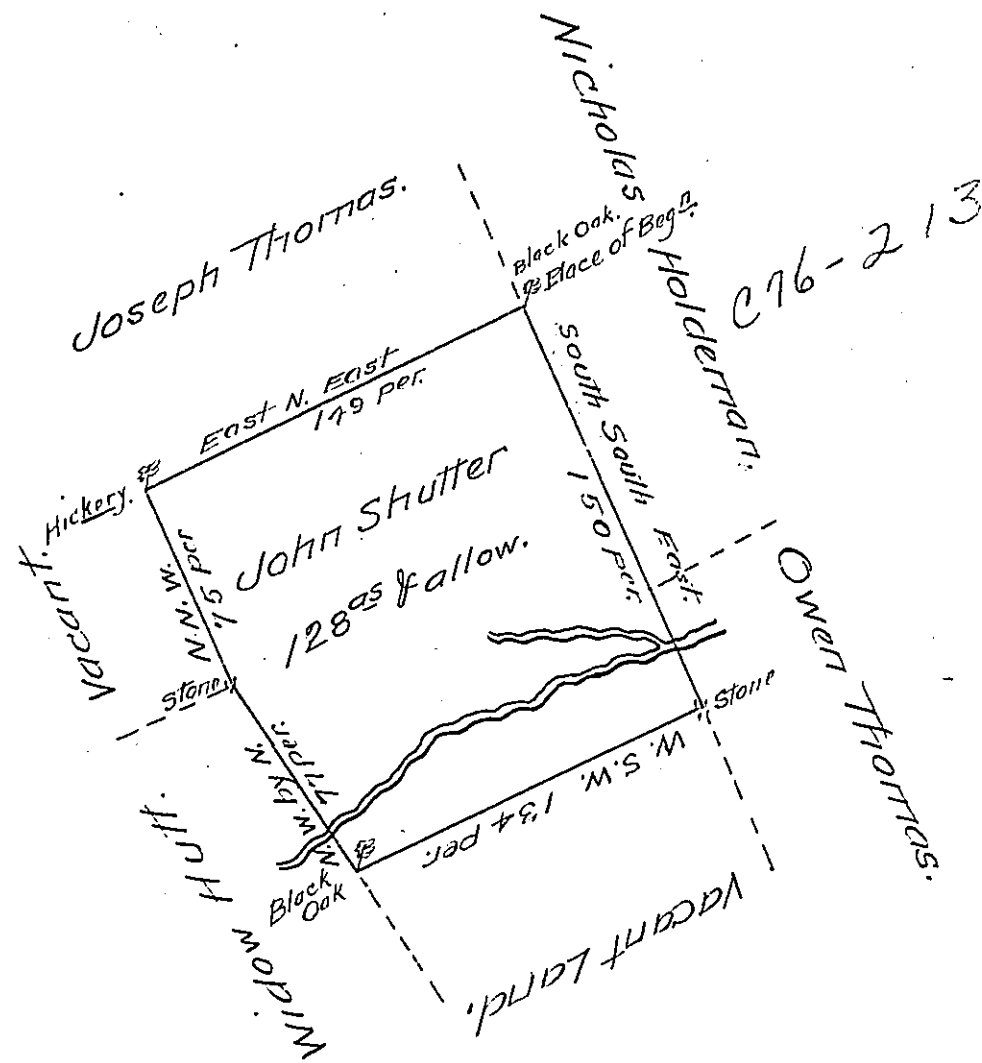 Nicholas Holderman.
Joseph Thomas.
Black Oak.
Place of Begn.
C76-213
East N. East
149 per.
South South East.
150 per.
Hickery.
Vacant.
N.N.W.
75 per
John Shutter
128as & allow.
Stone
Owen Thomas.
Stone
W.S.W.
134 per.
N.W. by N.
77 per.
Black
Oak
Widow Huff.
Vacant Land.